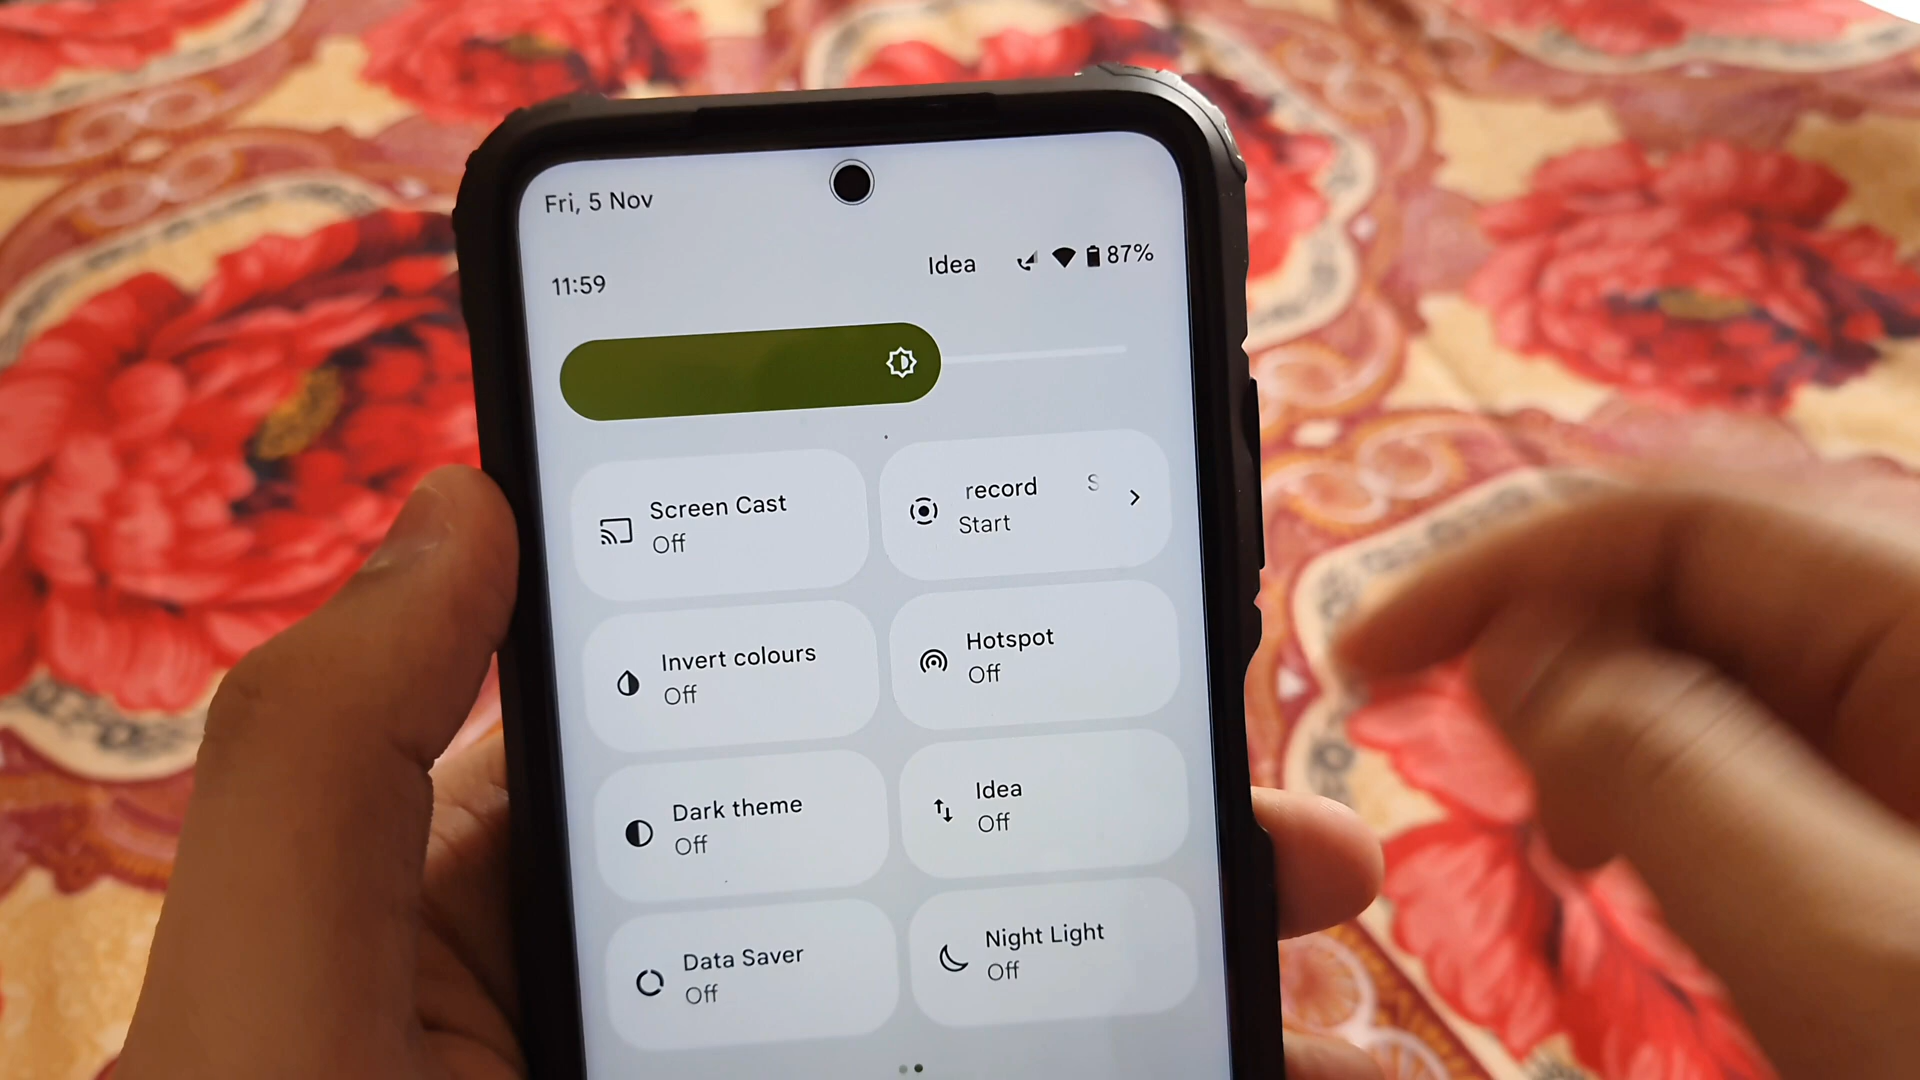 Fri, 5 Nov
11:59
Idea
87%
Screen Cast
Off
record S
Start
Invert colours
Off
Hotspot
Off
Dark theme
Off
Idea
Off
Data Saver
Off
Night Light
Off